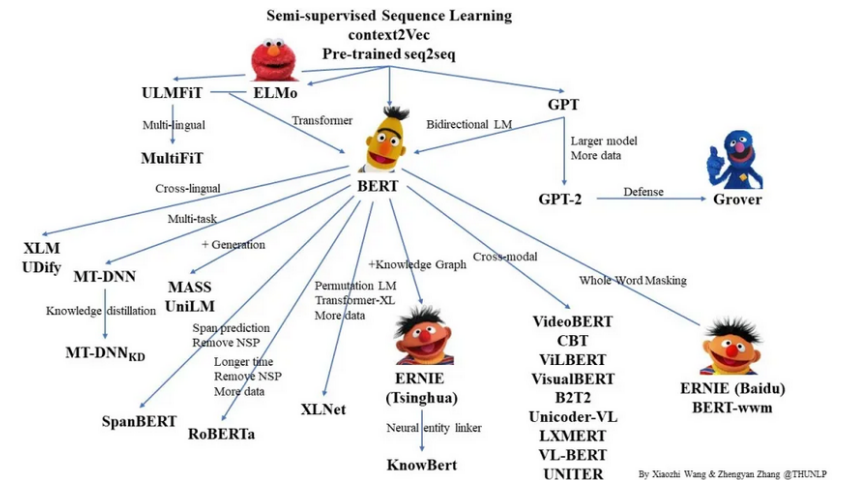 Semi-supervised Sequence Learning
context2Vec
Pre-trained seq2seq
ULMFiT
ELMo
GPT
Multi-lingual
Transformer
Bidirectional LM
Larger model
More data
MultiFiT
BERT
GPT-2
Defense
Grover
Cross-lingual
Multi-task
+ Generation
+Knowledge Graph
Cross-modal
Whole Word Masking
XLM
UDify
MT-DNN
MASS
UniLM
Permutation LM
Transformer-XL
More data
Knowledge distillation
Span prediction
Remove NSP
Longer time
Remove NSP
More data
MT-DNNKD
SpanBERT
RoBERTa
XLNet
ERNIE
(Tsinghua)
Neural entity linker
KnowBert
VideoBERT
CBT
ViLBERT
VisualBERT
B2T2
Unicoder-VL
LXMERT
VL-BERT
UNITER
ERNIE (Baidu)
BERT-wwm
By Xiaozhi Wang & Zhengyan Zhang @THUNLP